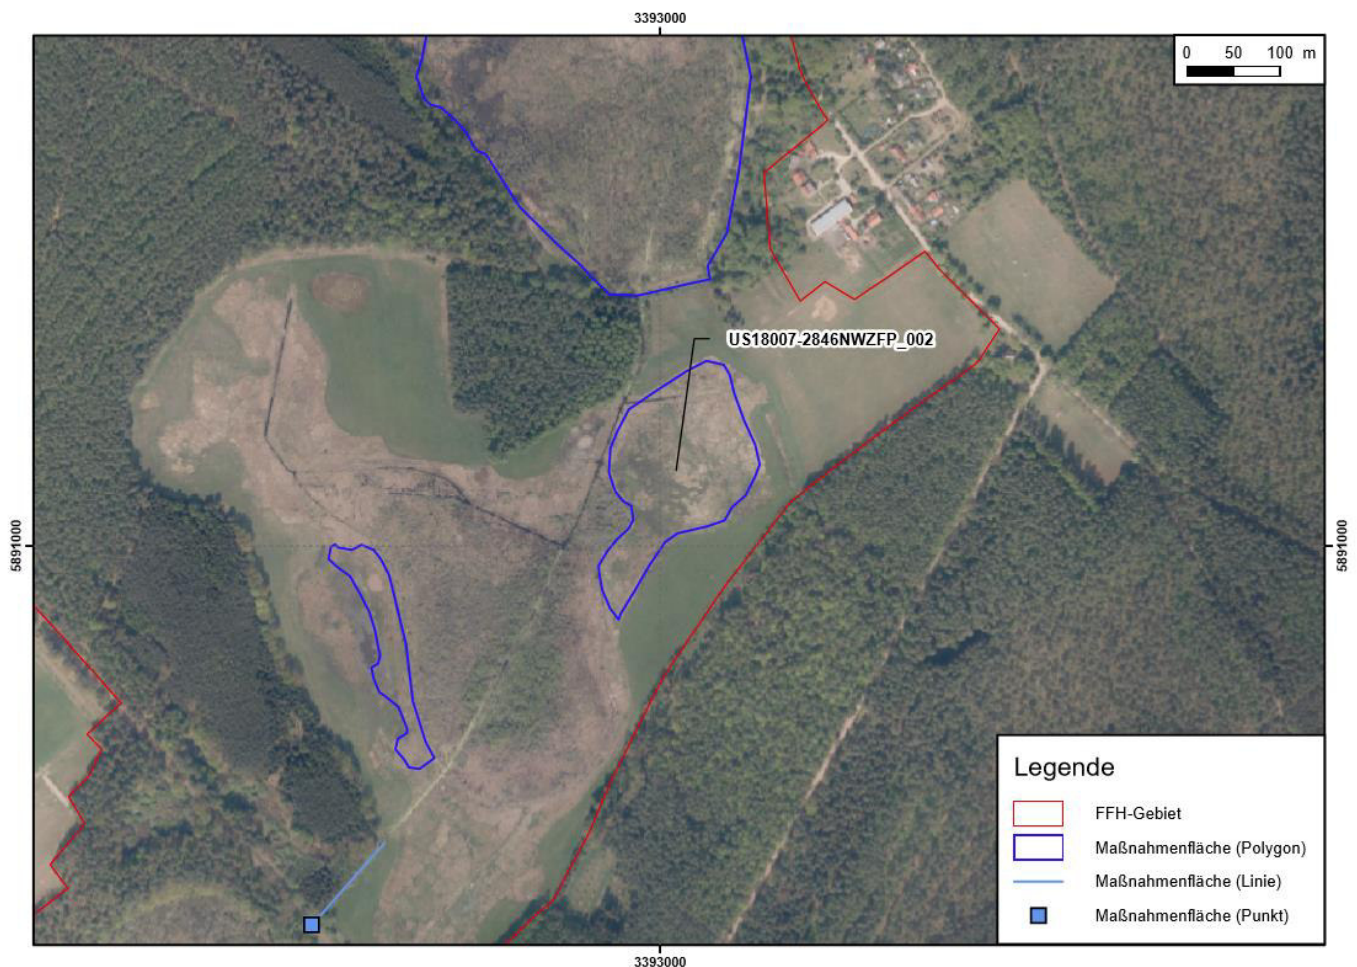 3393000
0 50 100 m
US18007-2846NWZFP_002
5891000
5891000
Legende
FFH-Gebiet
Maßnahmenfläche (Polygon)
Maßnahmenfläche (Linie)
Maßnahmenfläche (Punkt)
3393000